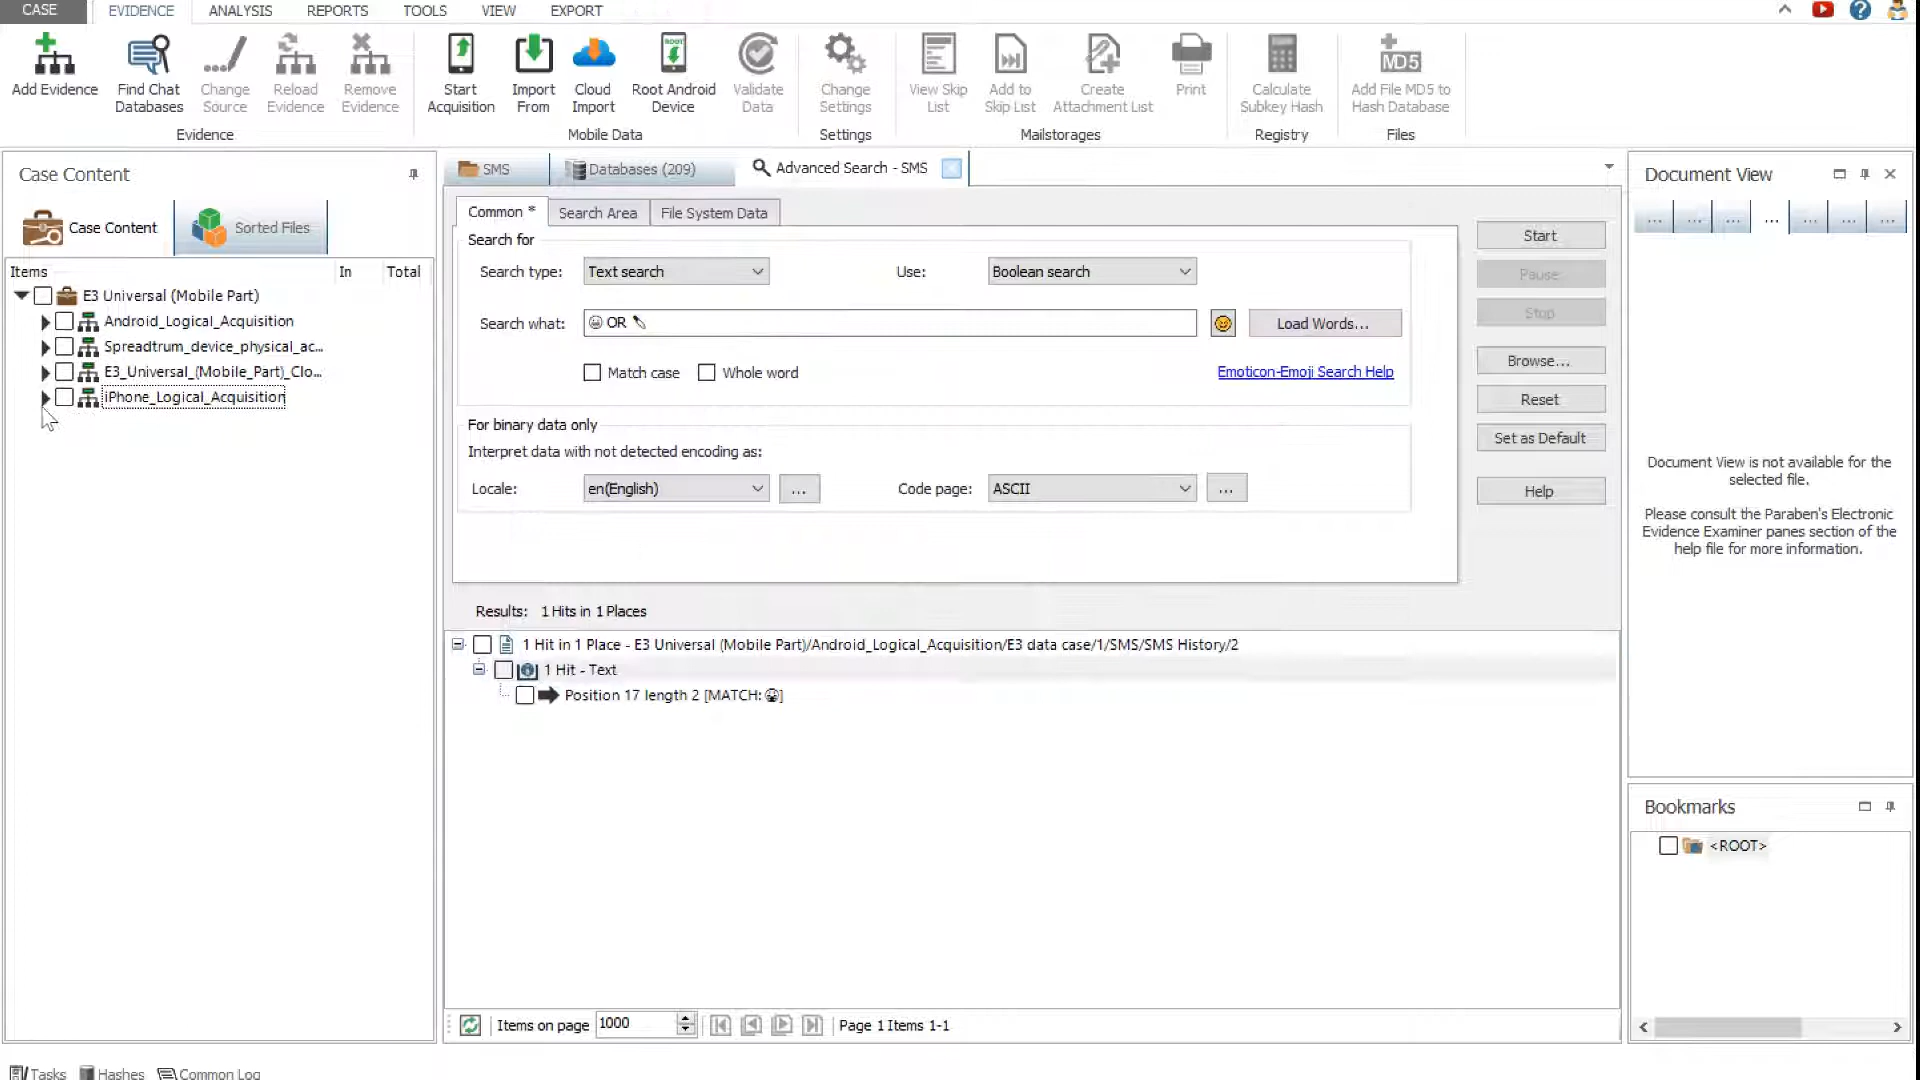 CASE EVIDENCE ANALYSIS REPORTS TOOLS VIEW EXPORT
Add Evidence
Find Chat Databases
Change Source
Reload Evidence
Remove Evidence
Start Acquisition
Import From
Cloud Import
ROOT
Root Android Device
Validate Data
Change Settings
View Skip List
Add to Skip List
Create Attachment List
Print
Calculate Subkey Hash
MD5
Add File MD5 to Hash Database
Evidence Mobile Data Settings Mailstorages Registry Files
Case Content
Case Content Sorted Files
Items In Total
E3 Universal (Mobile Part)
Android_Logical_Acquisition
Spreadtrum_device_physical_ac...
E3_Universal_(Mobile_Part)_Clo...
iPhone_Logical_Acquisition
SMS Databases (209) Advanced Search - SMS
Common * Search Area File System Data
Search for
Search type: Text search Use: Boolean search
Search what: 😀 OR 🔪 Load Words...
Match case Whole word Emoticon-Emoji Search Help
For binary data only
Interpret data with not detected encoding as:
Locale: en(English) ... Code page: ASCII ...
Start
Pause
Stop
Browse...
Reset
Set as Default
Help
Results: 1 Hits in 1 Places
1 Hit in 1 Place - E3 Universal (Mobile Part)/Android_Logical_Acquisition/E3 data case/1/SMS/SMS History/2
1 Hit - Text
Position 17 length 2 [MATCH: 😀]
Items on page 1000 Page 1 Items 1-1
Document View
... ... ... ... ... ... ...
Document View is not available for the
selected file.
Please consult the Paraben's Electronic
Evidence Examiner panes section of the
help file for more information.
Bookmarks
<ROOT>
Tasks Hashes Common Log